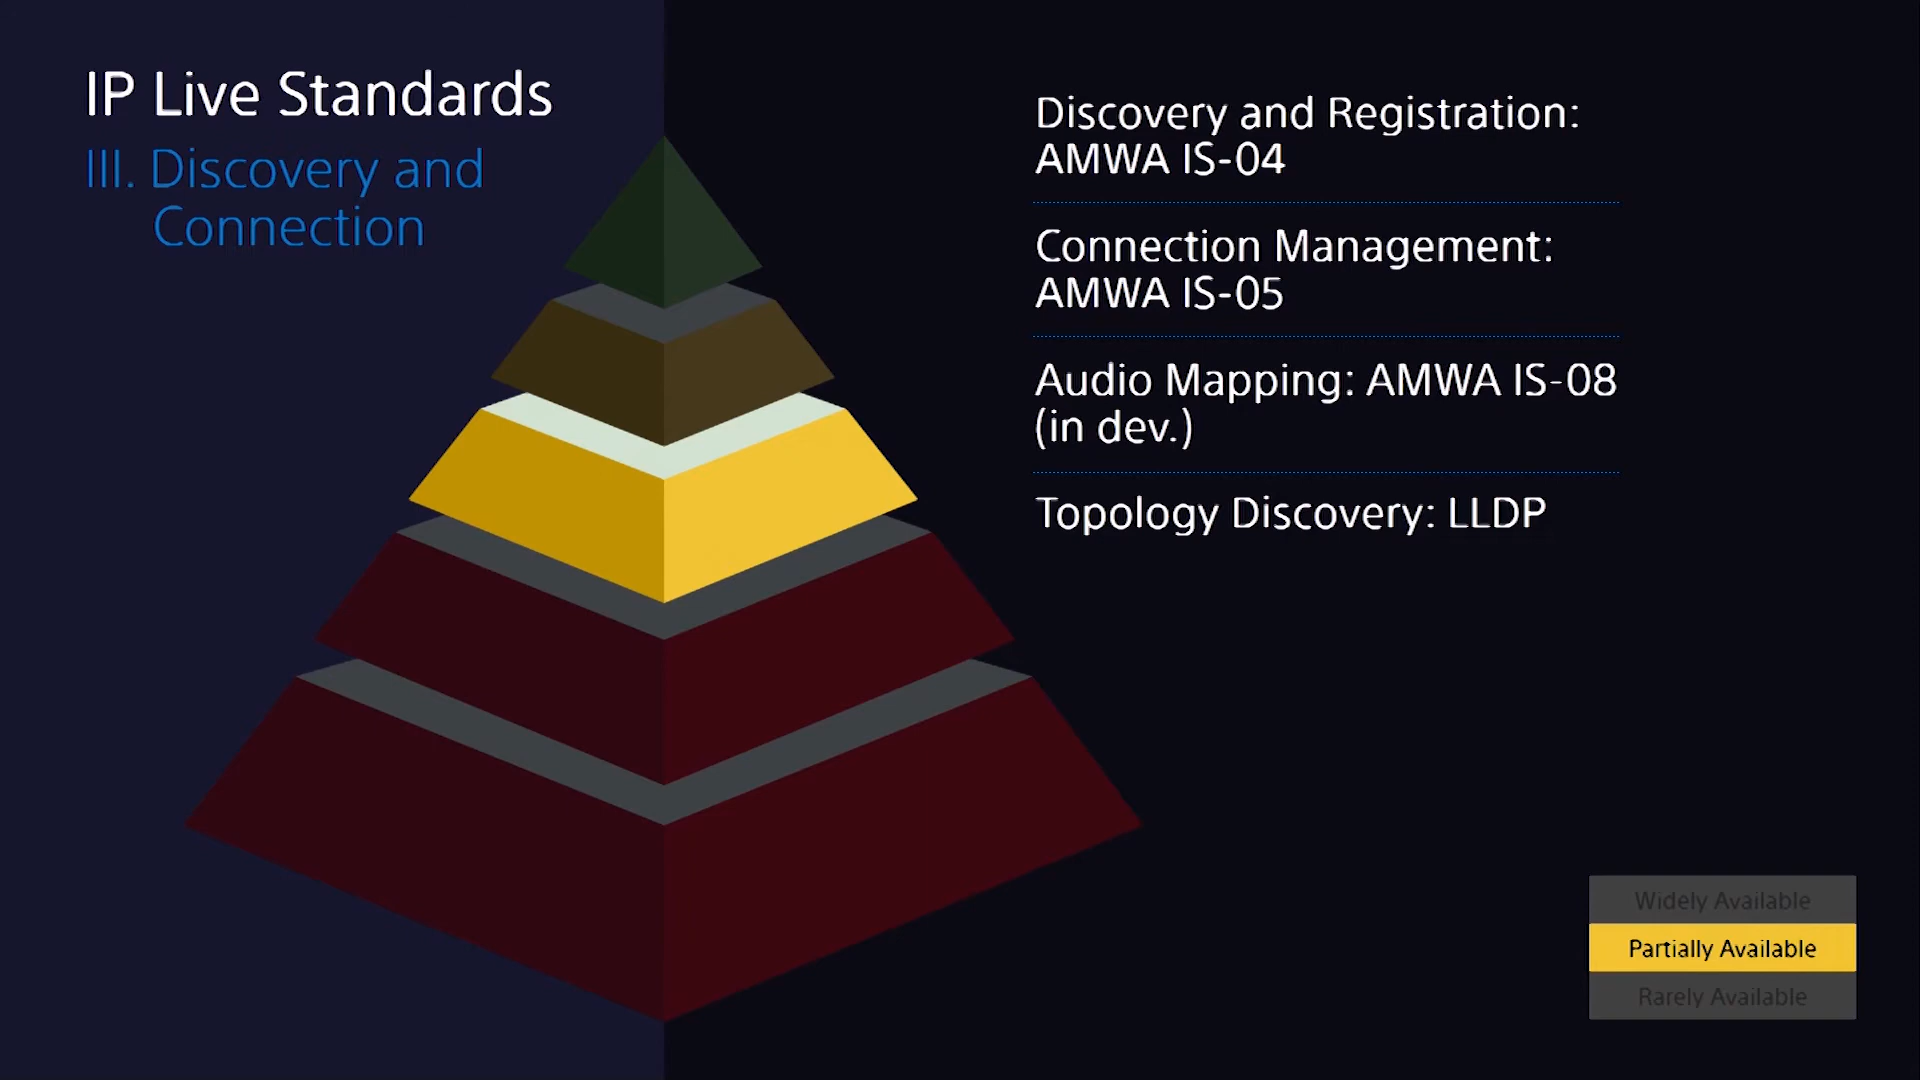 IP Live Standards
III. Discovery and
Connection
Discovery and Registration:
AMWA IS-04
Connection Management:
AMWA IS-05
Audio Mapping: AMWA IS-08
(in dev.)
Topology Discovery: LLDP
Widely Available
Partially Available
Rarely Available